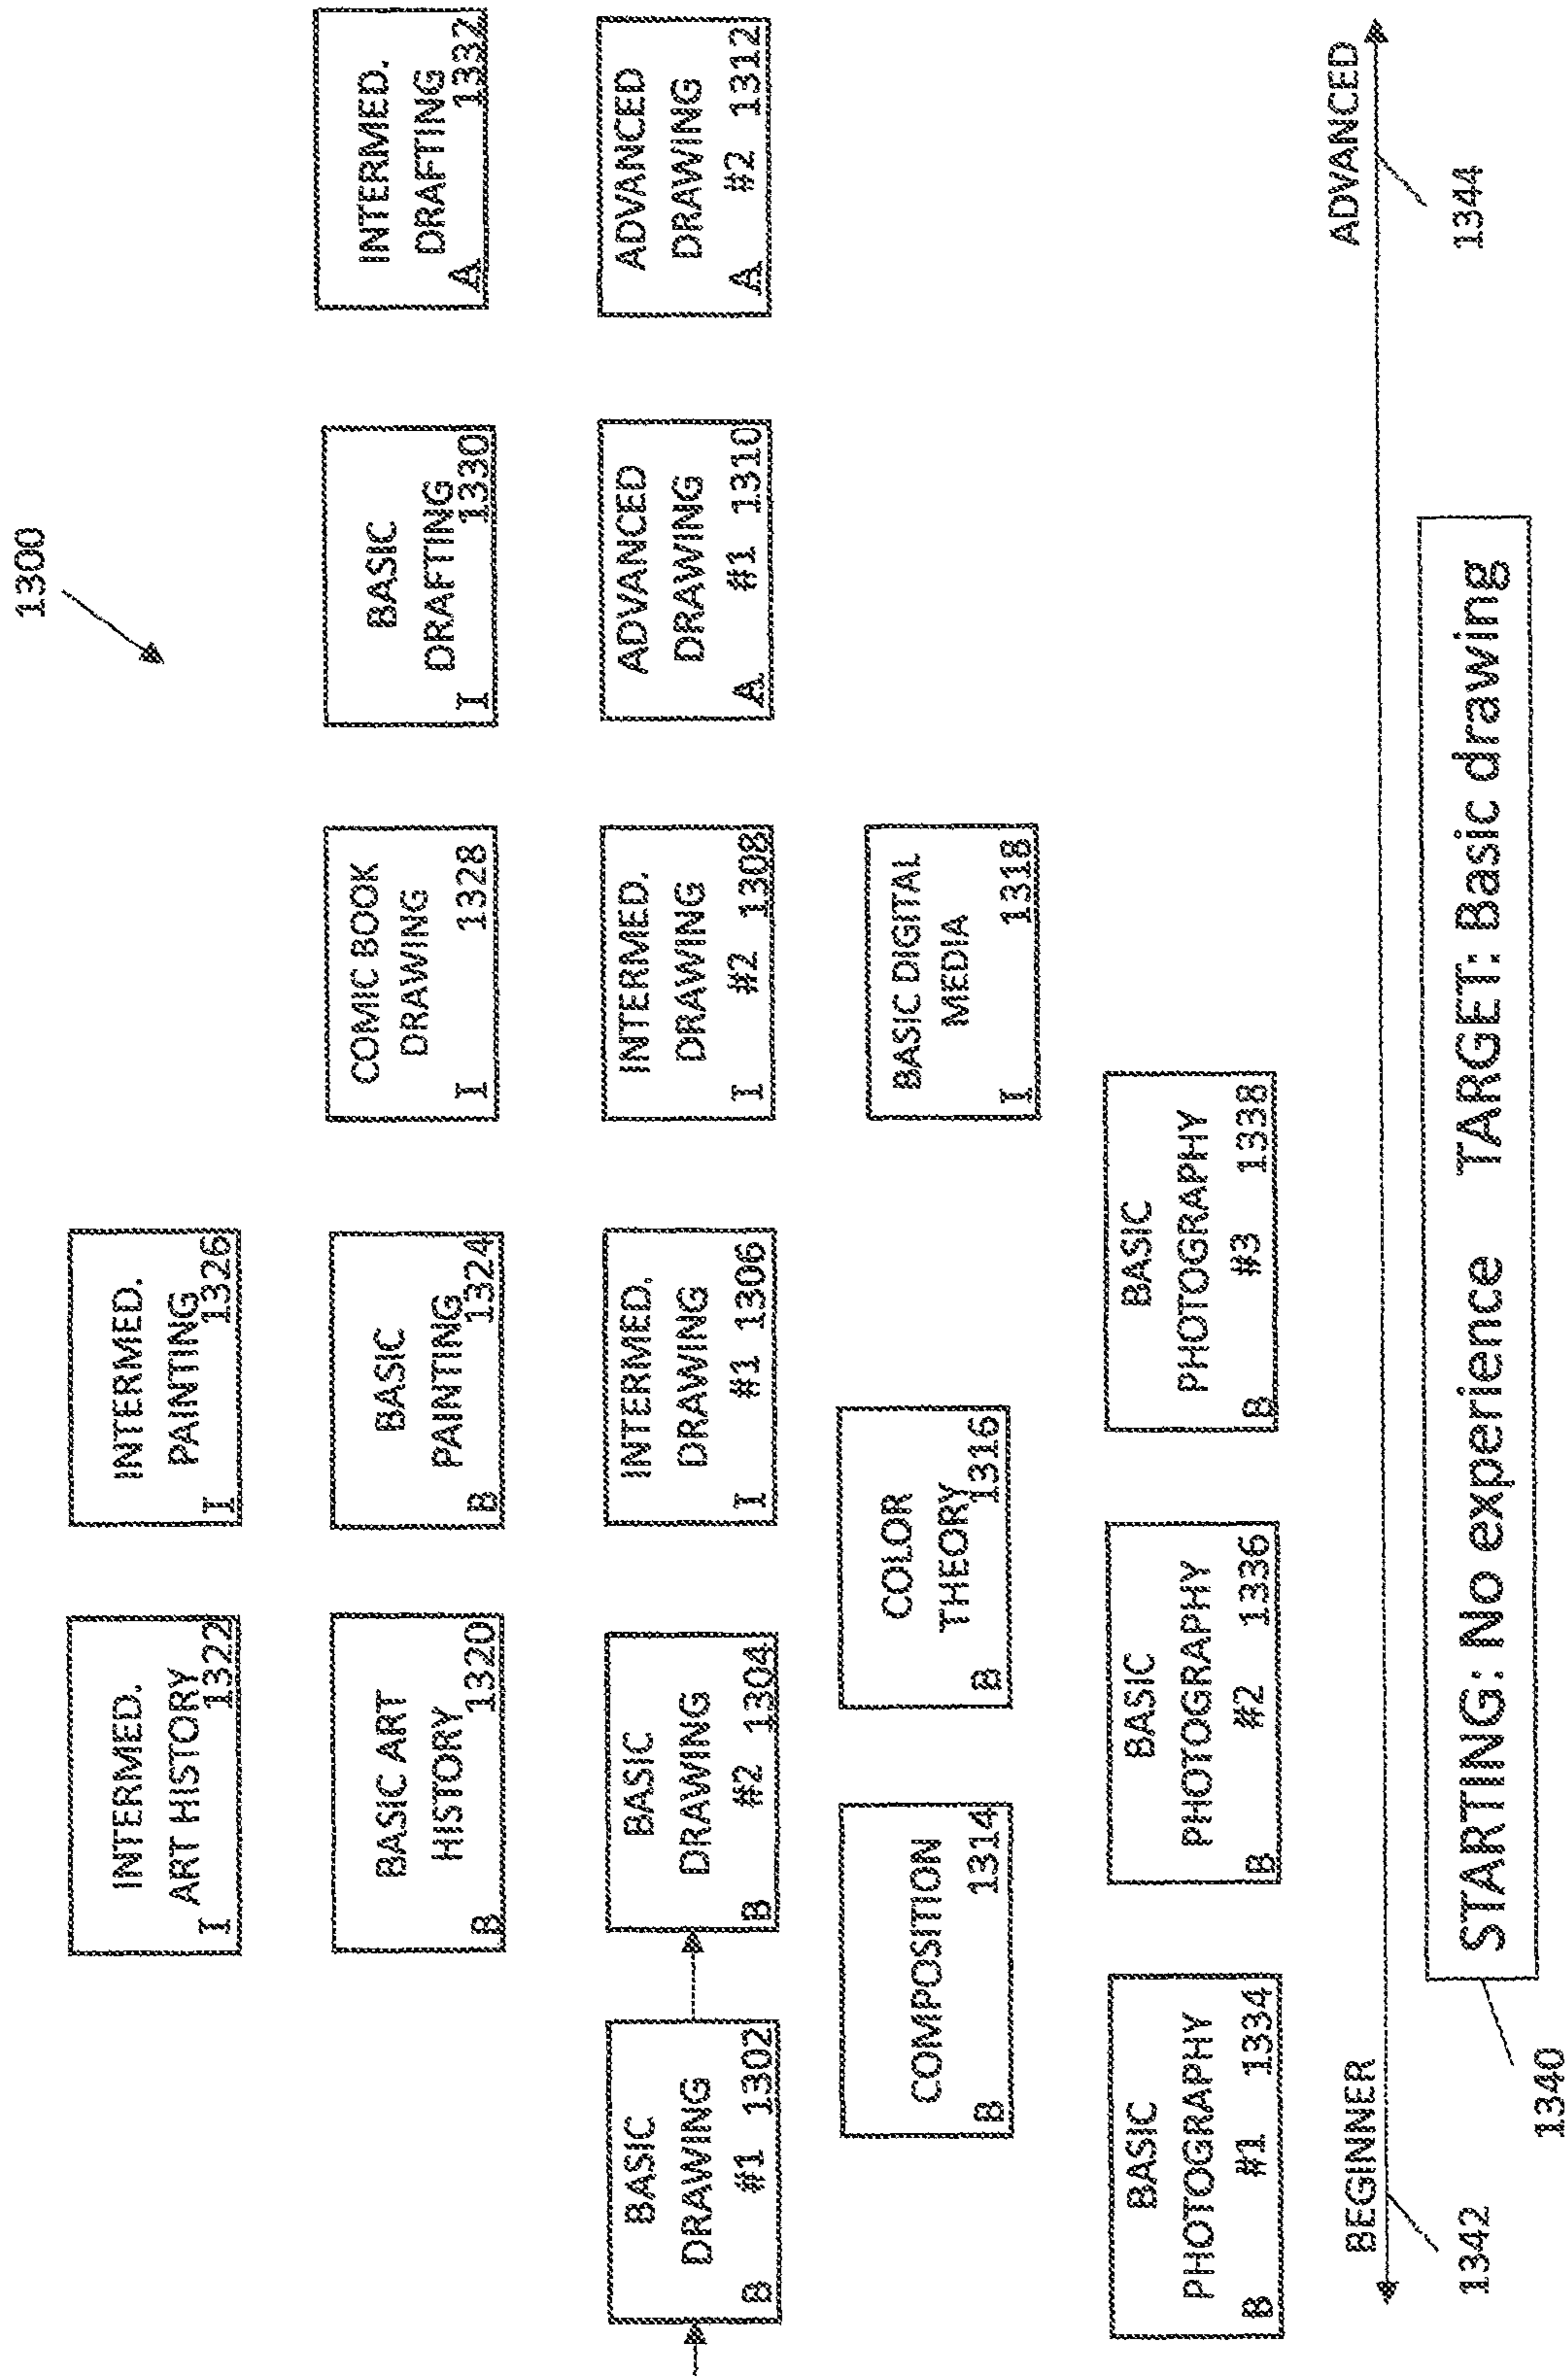 1300
INTERMED.
ART HISTORY
I 1322
INTERMED.
PAINTING
I 1326
BASIC ART
HISTORY
B 1320
BASIC
PAINTING
B 1324
COMIC BOOK
DRAWING
I 1328
BASIC
DRAFTING
I 1330
INTERMED.
DRAFTING
A 1332
BASIC
DRAWING
B #1 1302
BASIC
DRAWING
B #2 1304
INTERMED.
DRAWING
I #1 1306
INTERMED.
DRAWING
I #2 1308
ADVANCED
DRAWING
A #1 1310
ADVANCED
DRAWING
A #2 1312
COMPOSITION
B 1314
COLOR
THEORY
B 1316
BASIC DIGITAL
MEDIA
I 1318
BASIC
PHOTOGRAPHY
B #1 1334
BASIC
PHOTOGRAPHY
B #2 1336
BASIC
PHOTOGRAPHY
B #3 1338
BEGINNER
ADVANCED
1342
1344
STARTING: No experience TARGET: Basic drawing
1340